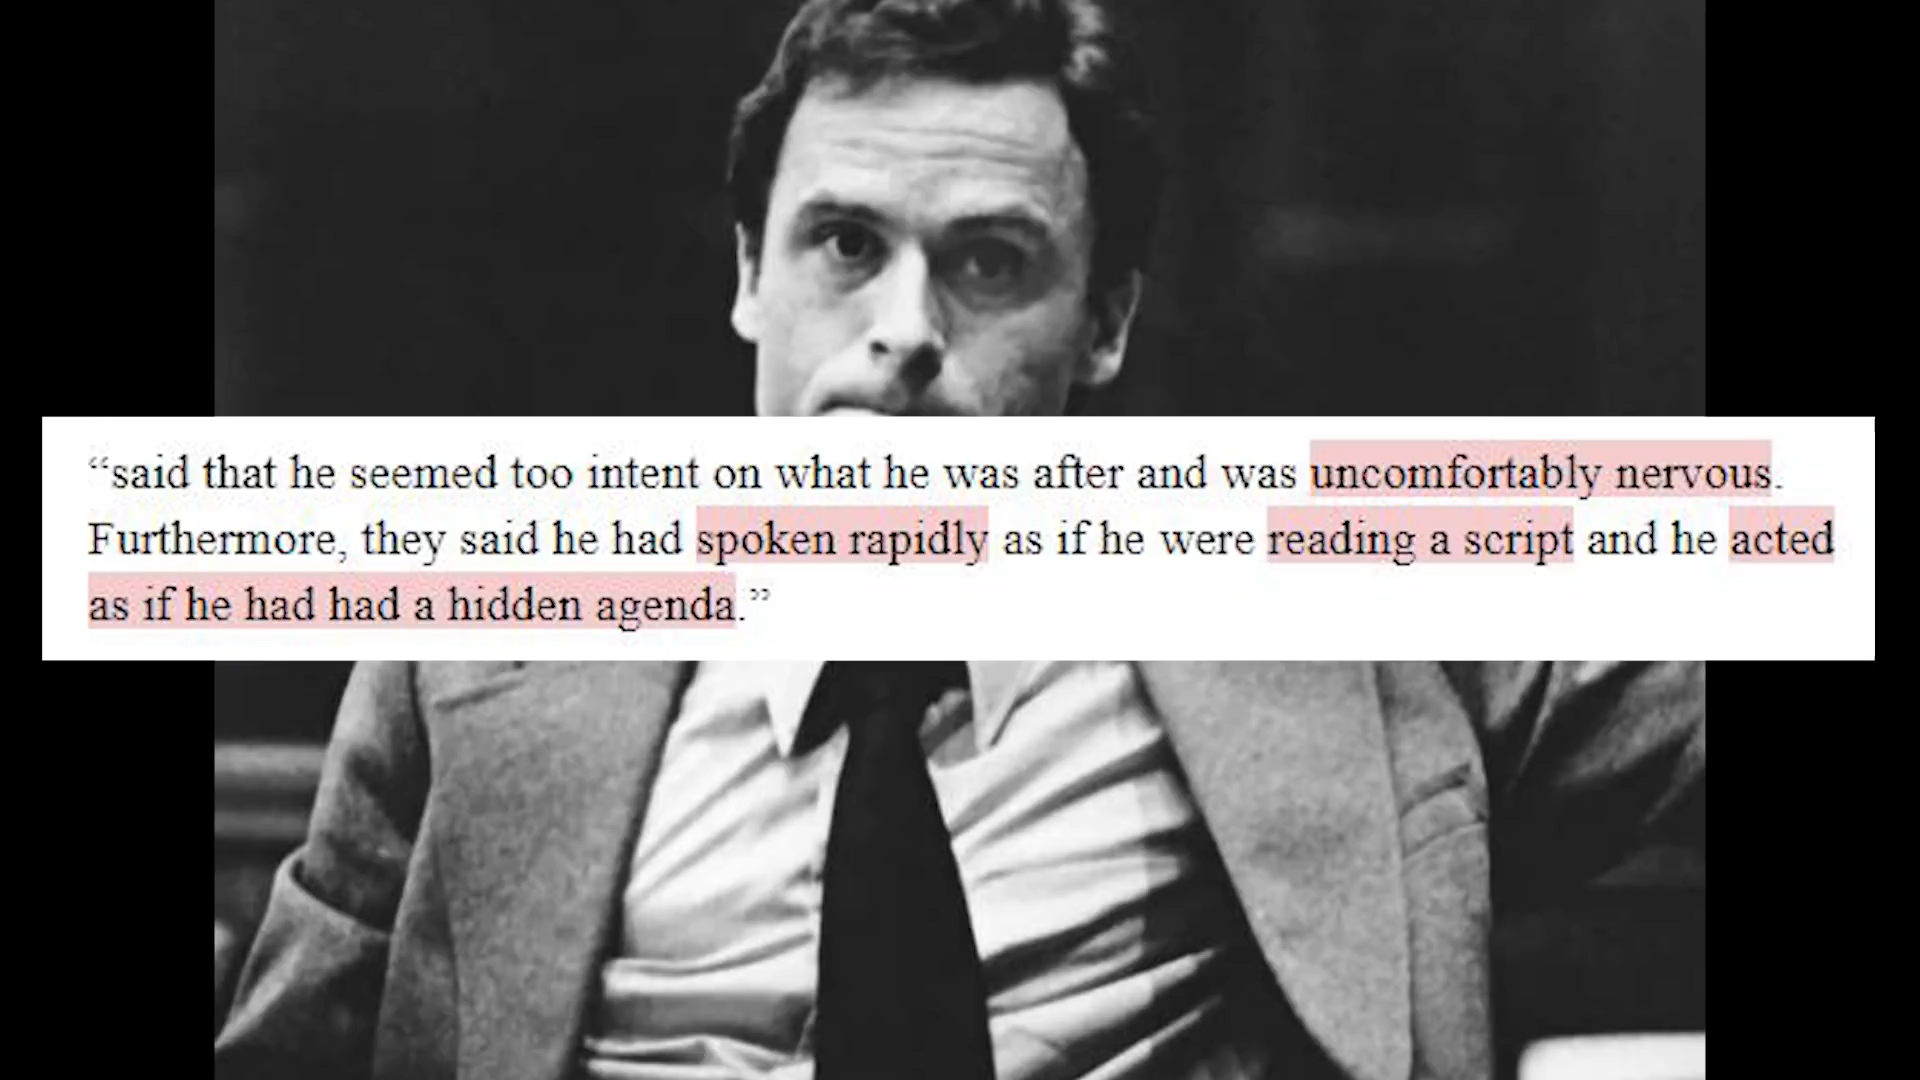 “said that he seemed too intent on what he was after and was uncomfortably nervous.
Furthermore, they said he had spoken rapidly as if he were reading a script and he acted
as if he had had a hidden agenda.”